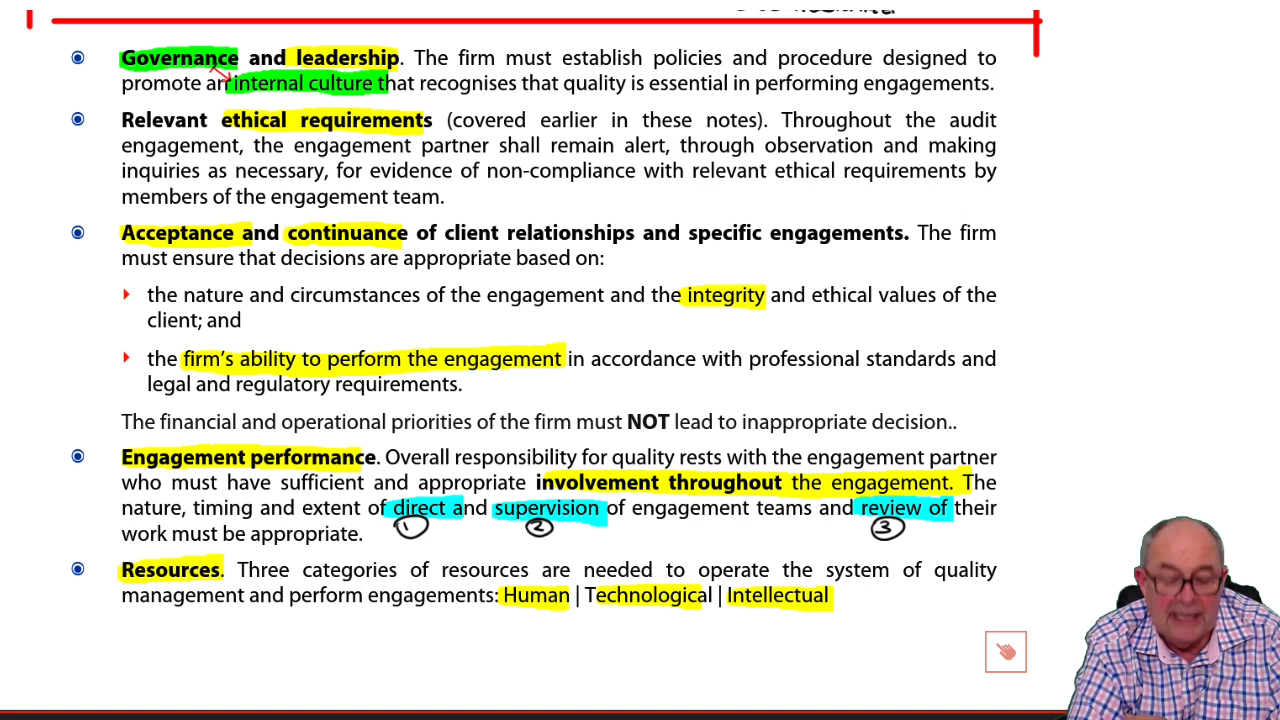 Governance and leadership. The firm must establish policies and procedure designed to
promote an internal culture that recognises that quality is essential in performing engagements.
Relevant ethical requirements (covered earlier in these notes). Throughout the audit
engagement, the engagement partner shall remain alert, through observation and making
inquiries as necessary, for evidence of non-compliance with relevant ethical requirements by
members of the engagement team.
Acceptance and continuance of client relationships and specific engagements. The firm
must ensure that decisions are appropriate based on:
the nature and circumstances of the engagement and the integrity and ethical values of the
client; and
the firm's ability to perform the engagement in accordance with professional standards and
legal and regulatory requirements.
The financial and operational priorities of the firm must NOT lead to inappropriate decision..
Engagement performance. Overall responsibility for quality rests with the engagement partner
who must have sufficient and appropriate involvement throughout the engagement. The
nature, timing and extent of direct and supervision of engagement teams and review of their
1 2 3
work must be appropriate.
Resources. Three categories of resources are needed to operate the system of quality
management and perform engagements: Human | Technological | Intellectual